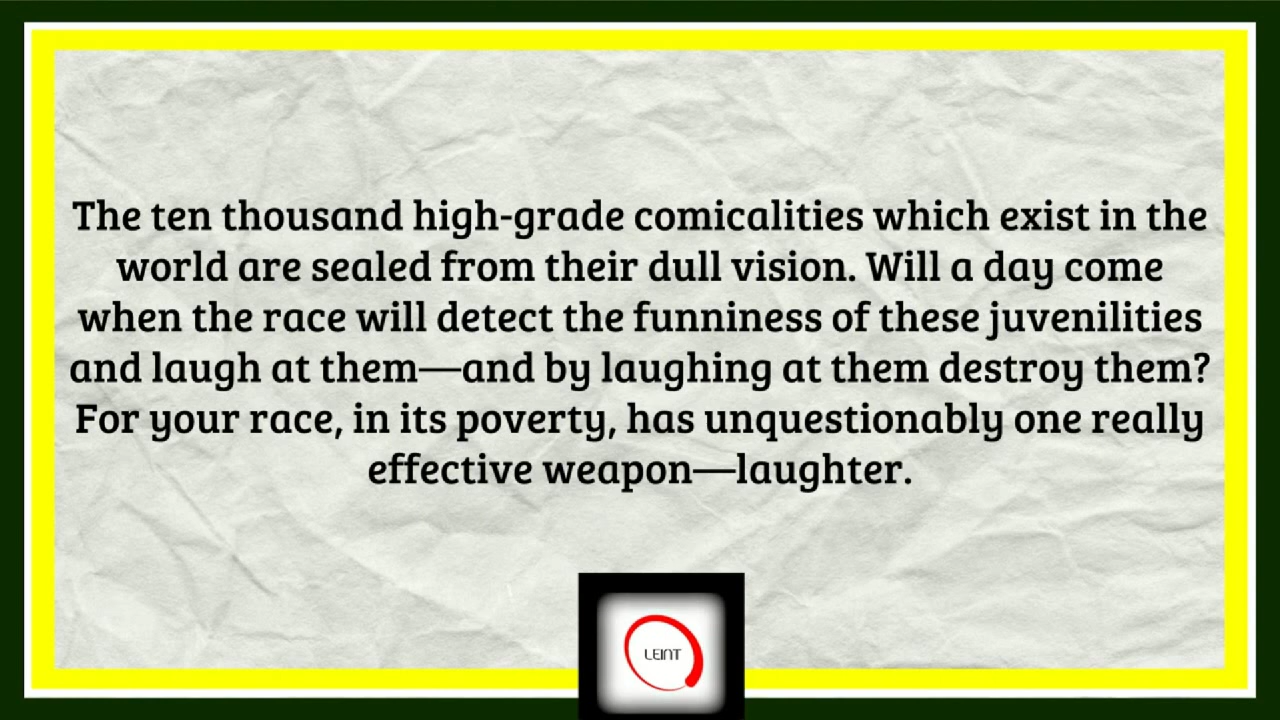 The ten thousand high-grade comicalities which exist in the
world are sealed from their dull vision. Will a day come
when the race will detect the funniness of these juvenilities
and laugh at them—and by laughing at them destroy them?
For your race, in its poverty, has unquestionably one really
effective weapon—laughter.
LEINT